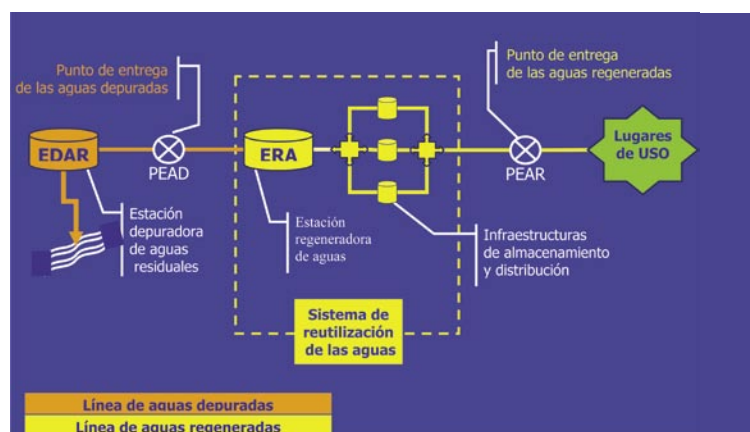 Punto de entrega
de las aguas depuradas
Punto de entrega
de las aguas regeneradas
EDAR
PEAD
ERA
PEAR
Lugares
de USO
Estación
depuradora
de aguas
residuales
Estación
regeneradora
de aguas
Infraestructuras
de almacenamiento
y distribución
Sistema de
reutilización
de las aguas
Línea de aguas depuradas
Línea de aguas regeneradas